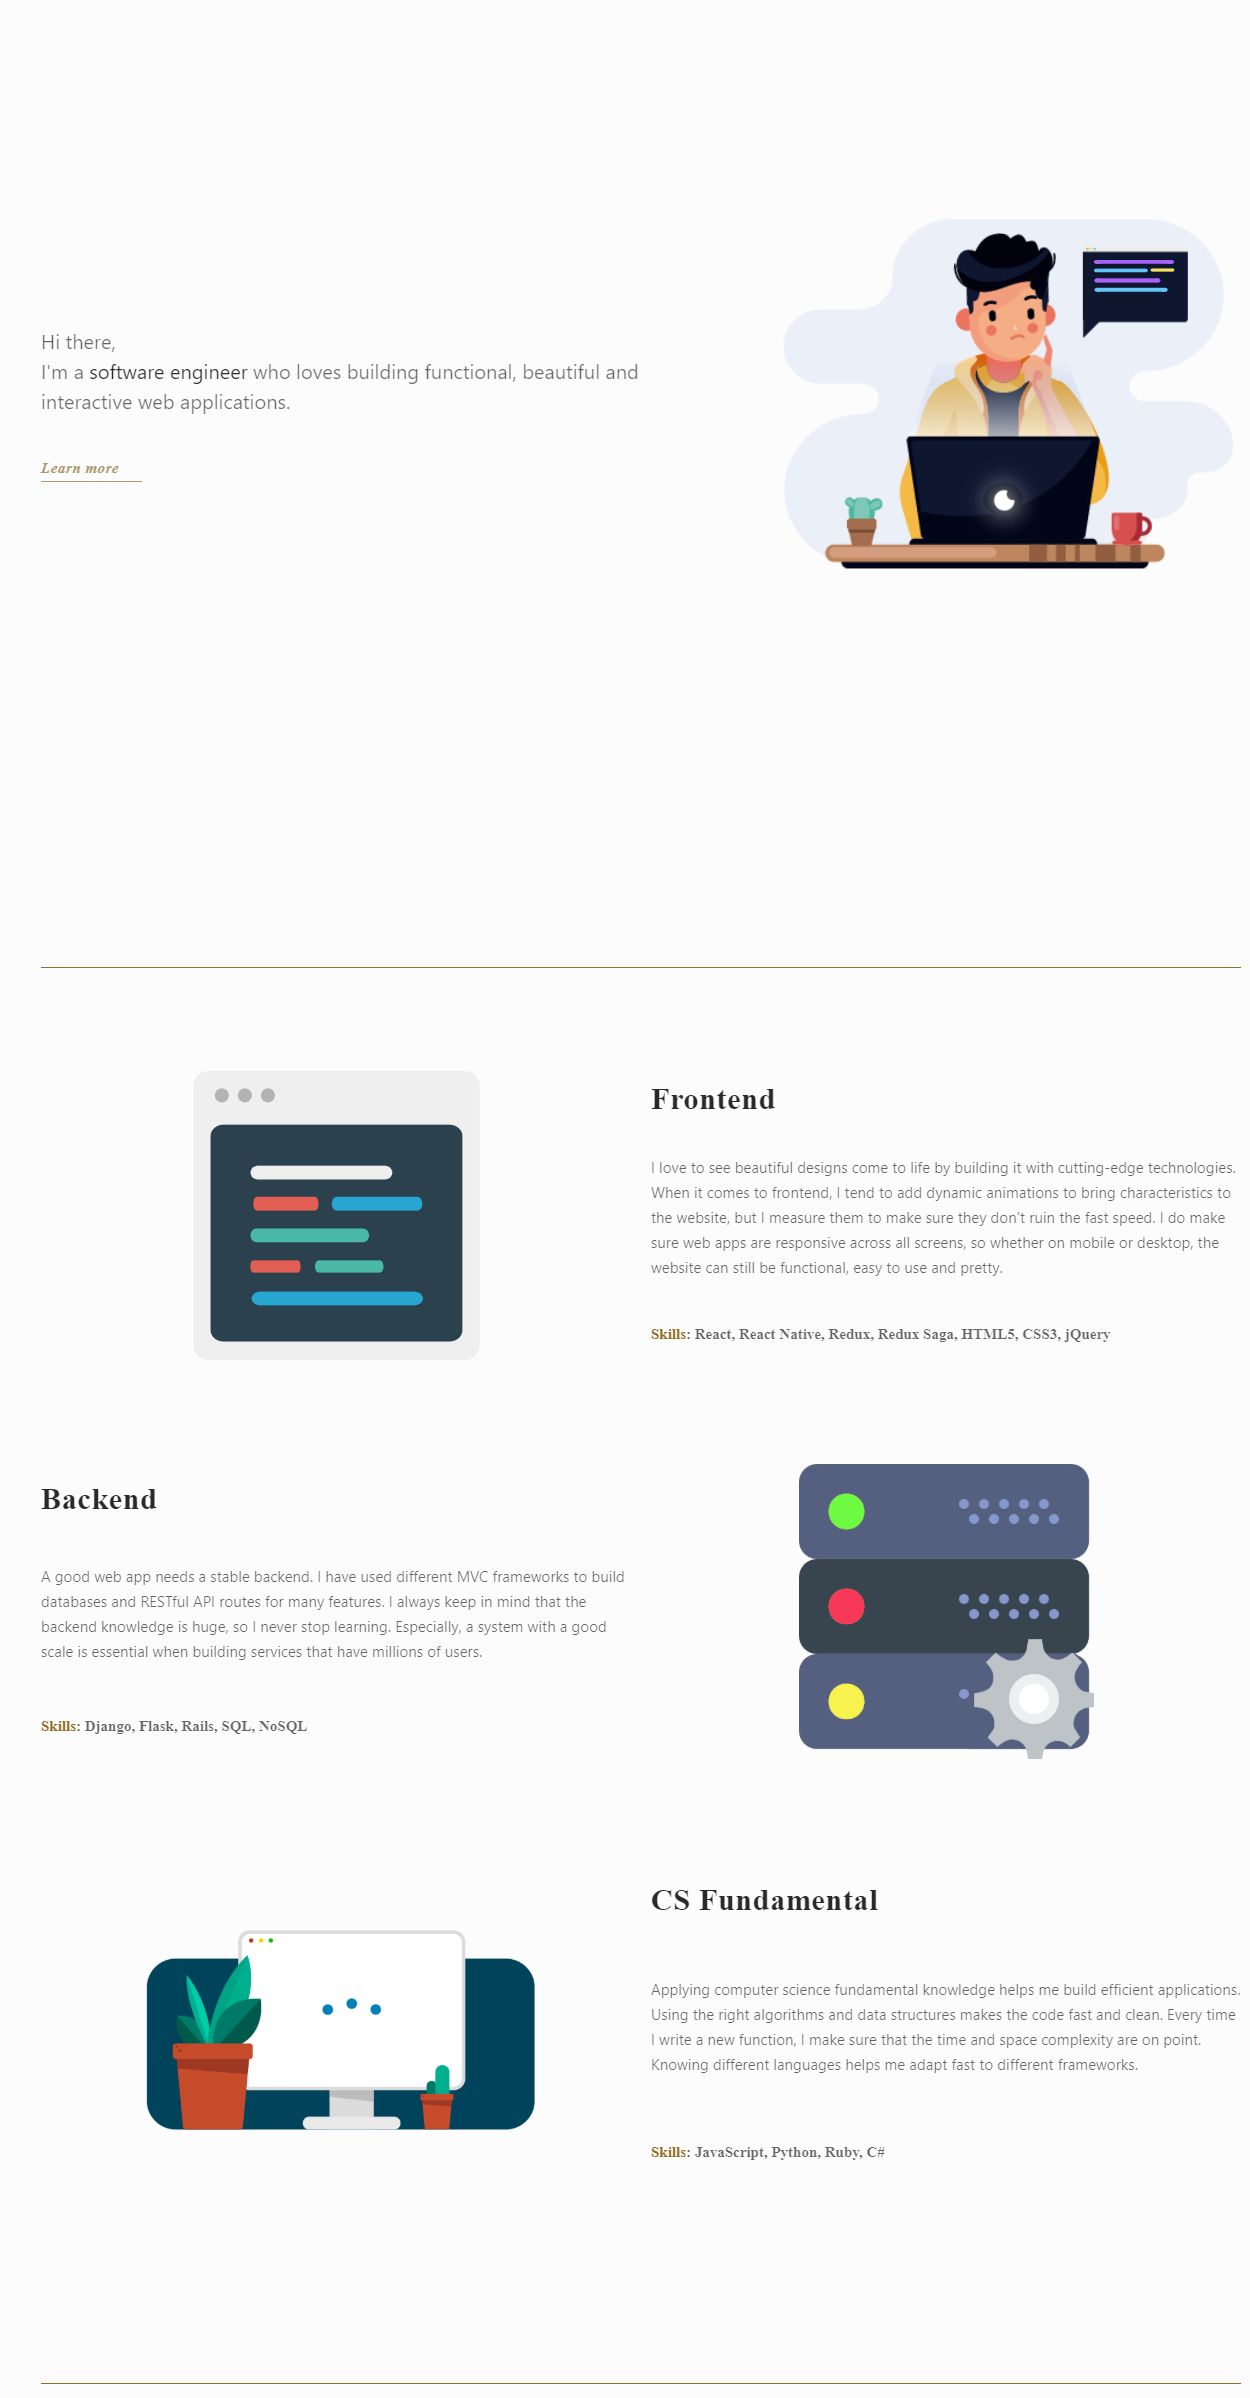 Hi there,
I'm a software engineer who loves building functional, beautiful and
interactive web applications.
Learn more
Frontend
I love to see beautiful designs come to life by building it with cutting-edge technologies.
When it comes to frontend, I tend to add dynamic animations to bring characteristics to
the website, but I measure them to make sure they don't ruin the fast speed. I do make
sure web apps are responsive across all screens, so whether on mobile or desktop, the
website can still be functional, easy to use and pretty.
Skills: React, React Native, Redux, Redux Saga, HTML5, CSS3, jQuery
Backend
A good web app needs a stable backend. I have used different MVC frameworks to build
databases and RESTful API routes for many features. I always keep in mind that the
backend knowledge is huge, so I never stop learning. Especially, a system with a good
scale is essential when building services that have millions of users.
Skills: Django, Flask, Rails, SQL, NoSQL
CS Fundamental
Applying computer science fundamental knowledge helps me build efficient applications.
Using the right algorithms and data structures makes the code fast and clean. Every time
I write a new function, I make sure that the time and space complexity are on point.
Knowing different languages helps me adapt fast to different frameworks.
Skills: JavaScript, Python, Ruby, C#